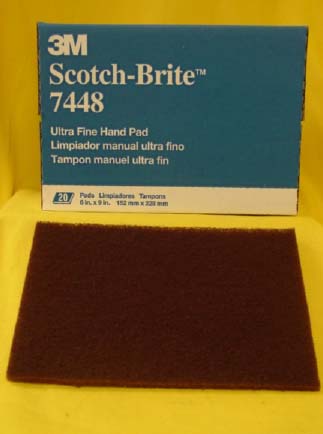 3M
Scotch-Brite™
7448
Ultra Fine Hand Pad
Limpiador manual ultra fino
Tampon manuel ultra fin
20 Pads Limpiadores Tampons
6 in. x 9 in. 152 mm x 228 mm